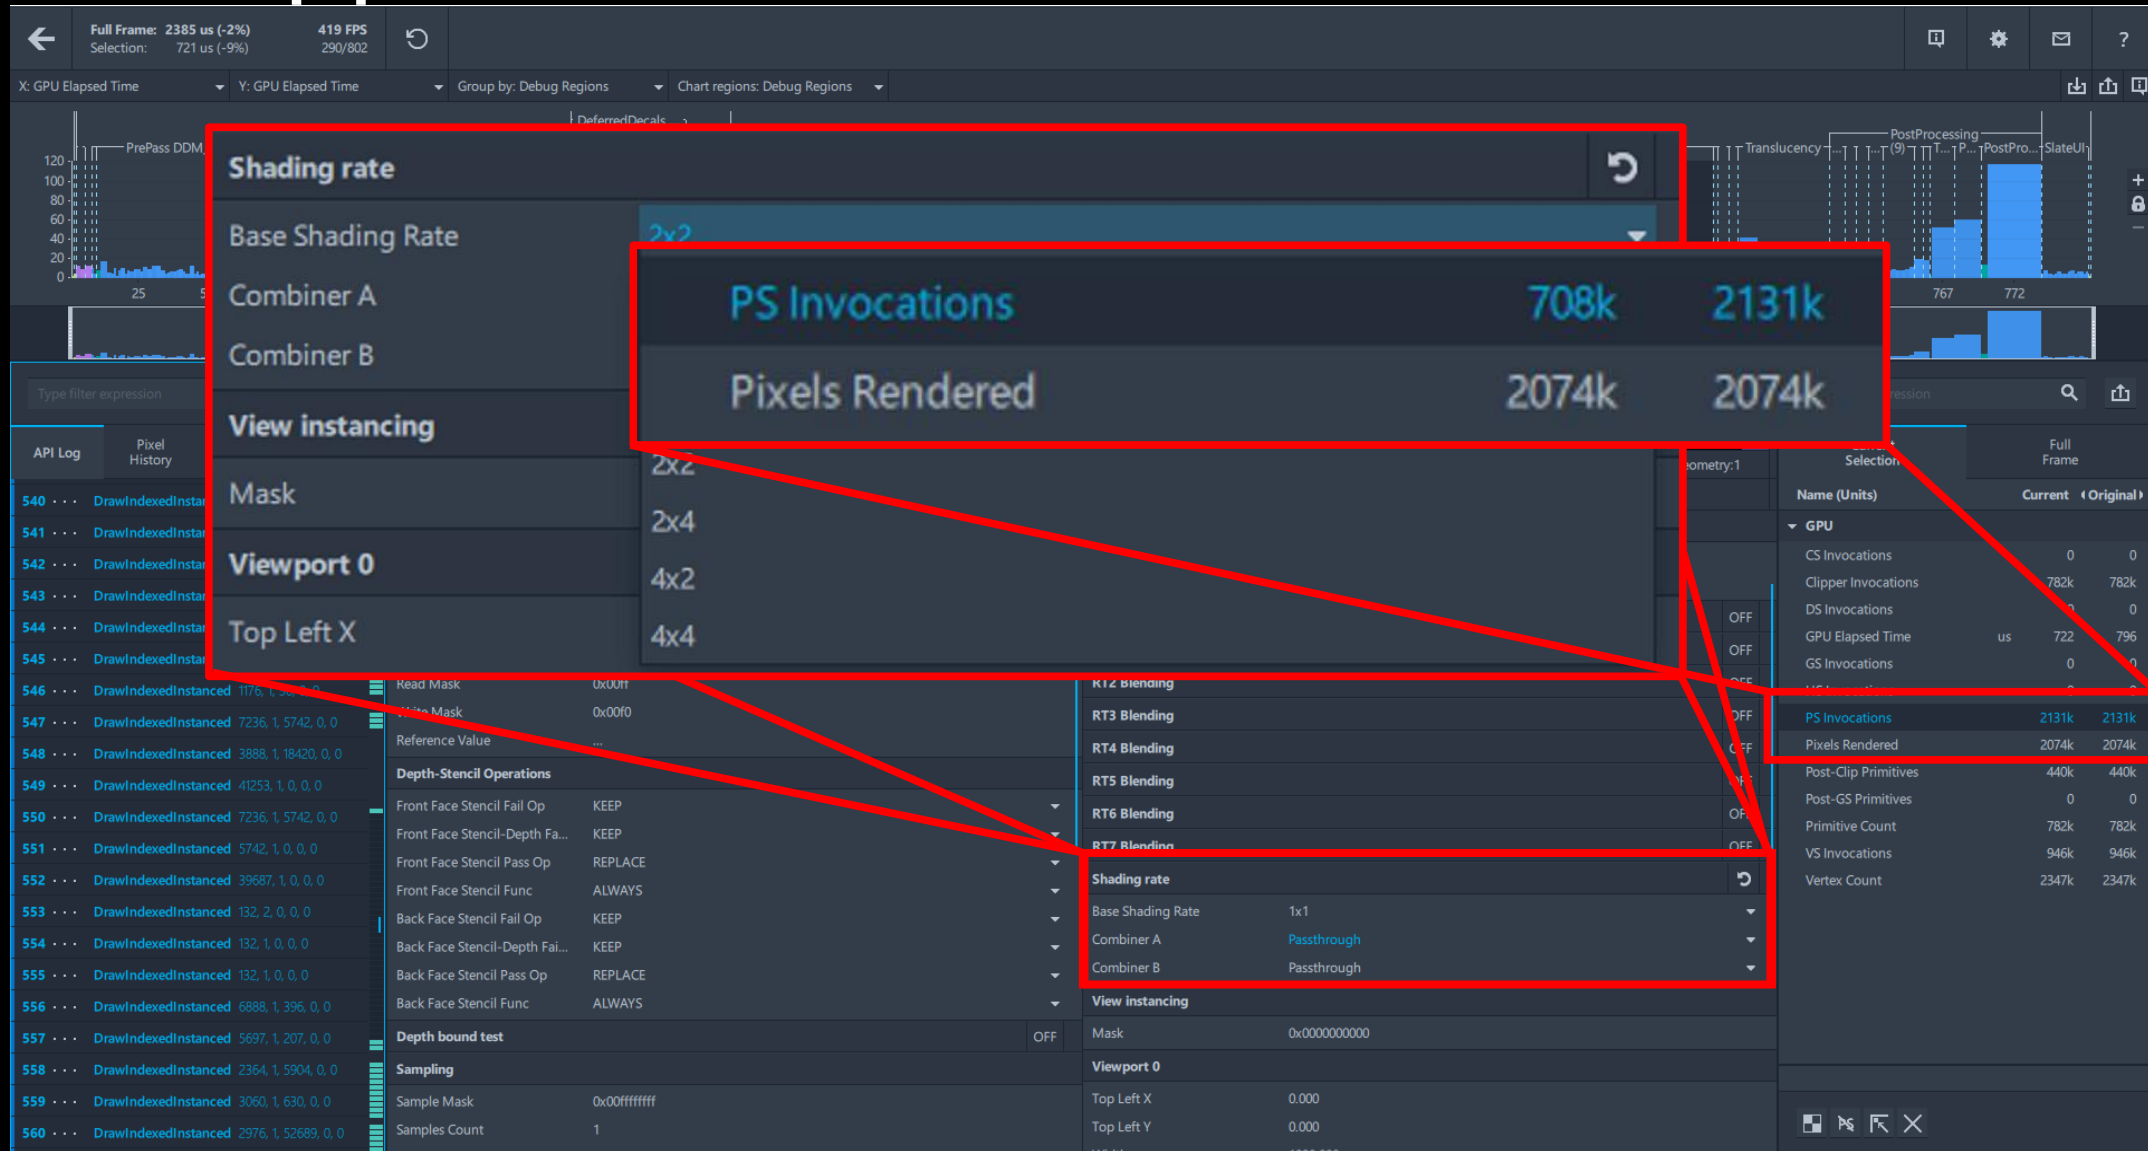 Full Frame: 2385 us (-2%) 419 FPS
Selection: 721 us (-9%) 290/802
?
X: GPU Elapsed Time Y: GPU Elapsed Time Group by: Debug Regions Chart regions: Debug Regions
DeferredDecals
PrePass DDM
Translucency PostProcessing
(9) T... P... PostPro... SlateUI
120
100
80
60
40
20
0
25
767 772
Shading rate
Base Shading Rate 2x2
Combiner A
Combiner B
View instancing
Mask
Viewport 0
Top Left X
2x2
2x4
4x2
4x4
PS Invocations 708k 2131k
Pixels Rendered 2074k 2074k
Type filter expression
API Log
Pixel History
540 ··· DrawIndexedInstan
541 ··· DrawIndexedInstan
542 ··· DrawIndexedInstan
543 ··· DrawIndexedInstan
544 ··· DrawIndexedInstan
545 ··· DrawIndexedInstan
546 ··· DrawIndexedInstanced
547 ··· DrawIndexedInstanced 7236, 1, 5742, 0, 0
548 ··· DrawIndexedInstanced 3888, 1, 18420, 0, 0
549 ··· DrawIndexedInstanced 41253, 1, 0, 0, 0
550 ··· DrawIndexedInstanced 7236, 1, 5742, 0, 0
551 ··· DrawIndexedInstanced 5742, 1, 0, 0, 0
552 ··· DrawIndexedInstanced 39687, 1, 0, 0, 0
553 ··· DrawIndexedInstanced 132, 2, 0, 0, 0
554 ··· DrawIndexedInstanced 132, 1, 0, 0, 0
555 ··· DrawIndexedInstanced 132, 1, 0, 0, 0
556 ··· DrawIndexedInstanced 6888, 1, 396, 0, 0
557 ··· DrawIndexedInstanced 5697, 1, 207, 0, 0
558 ··· DrawIndexedInstanced 2364, 1, 5904, 0, 0
559 ··· DrawIndexedInstanced 3060, 1, 630, 0, 0
560 ··· DrawIndexedInstanced 2976, 1, 52689, 0, 0
Read Mask 0x00ff
Write Mask 0x00f0
Reference Value ...
Depth-Stencil Operations
Front Face Stencil Fail Op KEEP
Front Face Stencil-Depth Fa... KEEP
Front Face Stencil Pass Op REPLACE
Front Face Stencil Func ALWAYS
Back Face Stencil Fail Op KEEP
Back Face Stencil-Depth Fai... KEEP
Back Face Stencil Pass Op REPLACE
Back Face Stencil Func ALWAYS
Depth bound test OFF
Sampling
Sample Mask 0x00ffffffff
Samples Count 1
eometry:1
OFF
OFF
RT2 Blending OFF
RT3 Blending OFF
RT4 Blending OFF
RT5 Blending OFF
RT6 Blending OFF
RT7 Blending OFF
Shading rate
Base Shading Rate 1x1
Combiner A Passthrough
Combiner B Passthrough
View instancing
Mask 0x0000000000
Viewport 0
Top Left X 0.000
Top Left Y 0.000
ression
Selection
Full Frame
Name (Units) Current Original
GPU
CS Invocations 0 0
Clipper Invocations 782k 782k
DS Invocations 0 0
GPU Elapsed Time us 722 796
GS Invocations 0 0
PS Invocations 2131k 2131k
Pixels Rendered 2074k 2074k
Post-Clip Primitives 440k 440k
Post-GS Primitives 0 0
Primitive Count 782k 782k
VS Invocations 946k 946k
Vertex Count 2347k 2347k